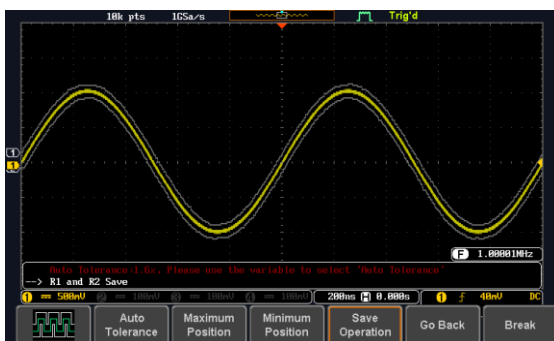 10k pts 1GSa/s Trig'd
1
1
F 1.00001MHz
Auto Tolerance:1.6%, Please use the variable to select 'Auto Tolerance'
--> R1 and R2 Save
1 500mV 2 100mV 3 100mV 4 100mV 200ns H 0.000s 1 40mV DC
Auto Tolerance Maximum Position Minimum Position Save Operation Go Back Break